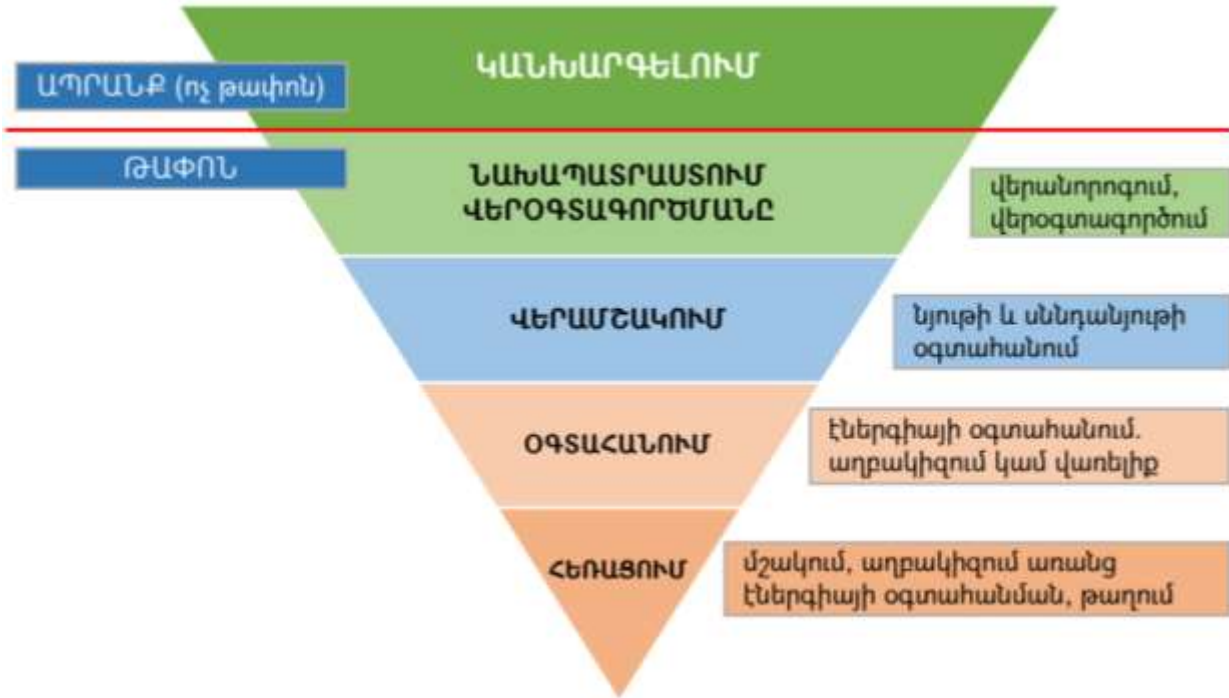 ԿԱՆԽԱՐԳԵԼՈՒՄ
ԱՊՐԱՆՔ (ոչ թափոն)
ԹԱՓՈՆ
ՆԱԽԱՊԱՏՐԱՍՏՈՒՄ
ՎԵՐՕԳՏԱԳՈՐԾՄԱՆԸ
վերանորոգում,
վերօգտագործում
ՎԵՐԱՄՇԱԿՈՒՄ
նյութի և սննդանյութի
օգտահանում
ՕԳՏԱՀԱՆՈՒՄ
էներգիայի օգտահանում.
աղբակիզում կամ վառելիք
ՀԵՌԱՑՈՒՄ
մշակում, աղբակիզում առանց
էներգիայի օգտահանման, թաղում